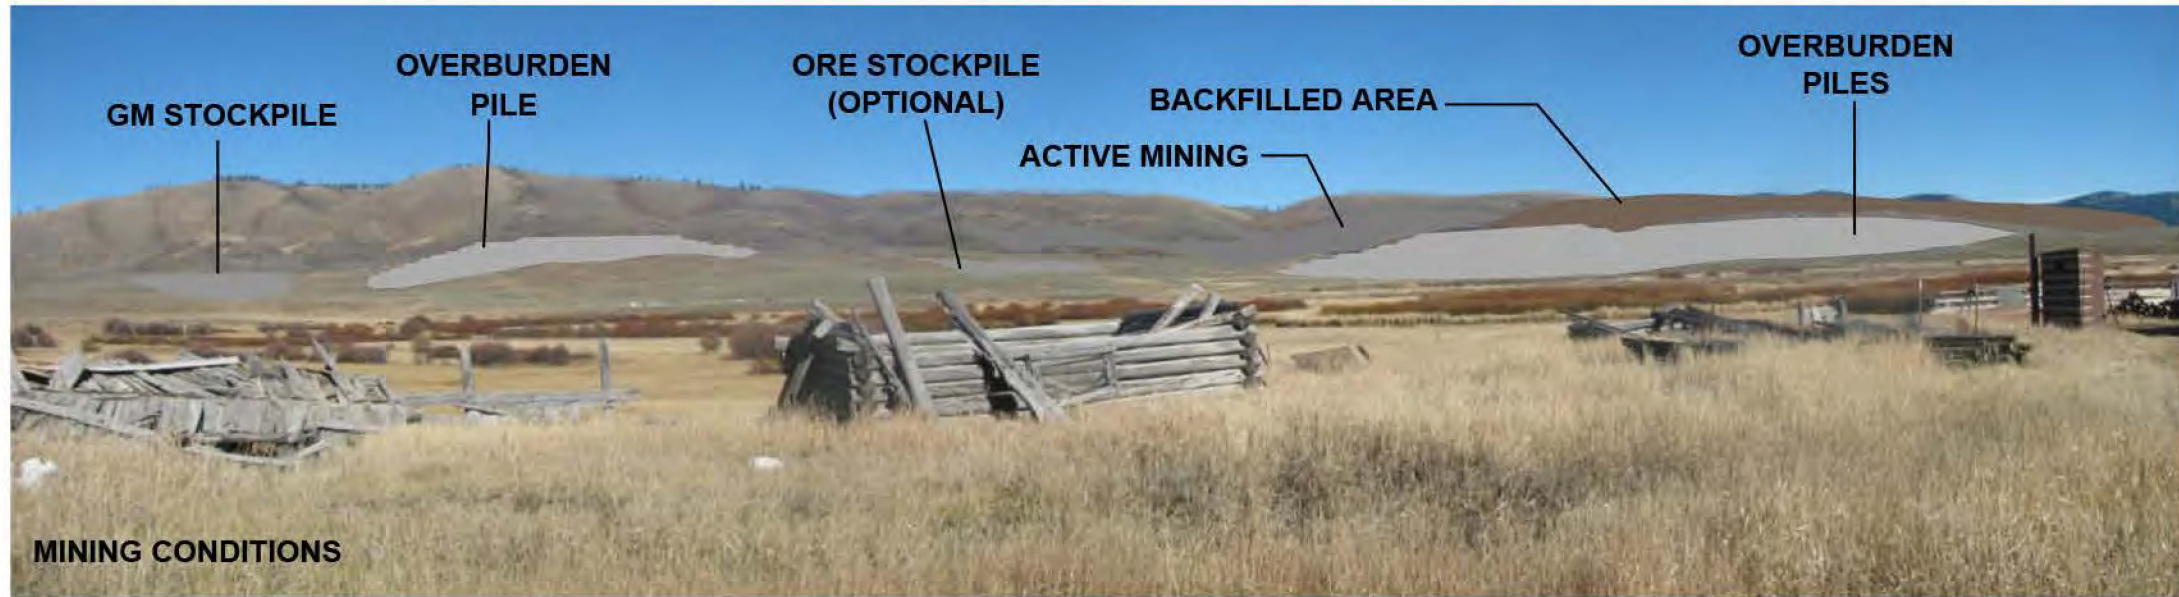 GM STOCKPILE
OVERBURDEN
PILE
ORE STOCKPILE
(OPTIONAL)
ACTIVE MINING
BACKFILLED AREA
OVERBURDEN
PILES
MINING CONDITIONS